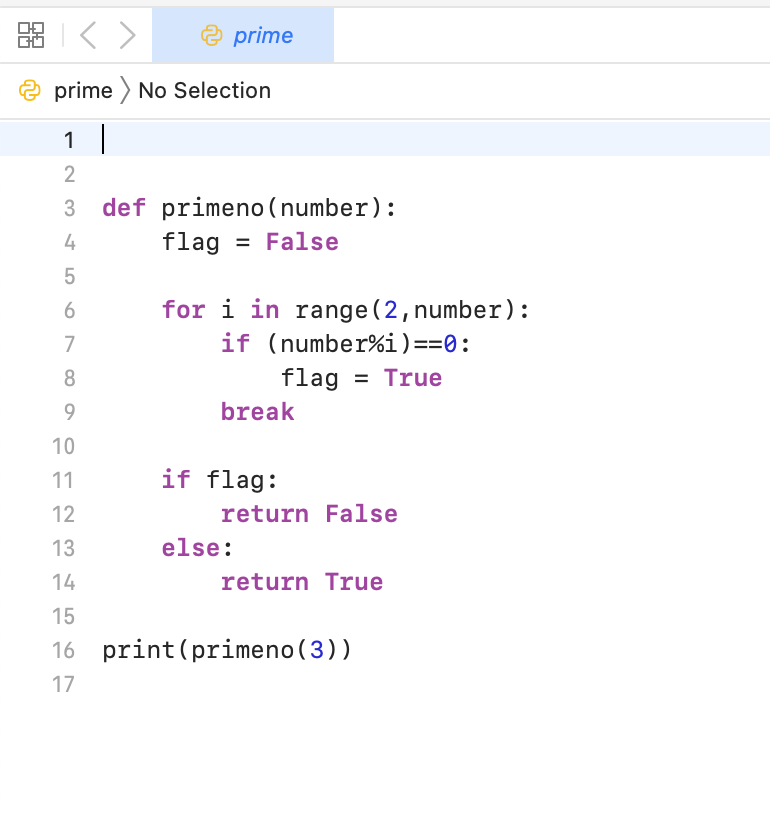 prime
prime No Selection
1
2
3 def primeno(number):
4     flag = False
5
6     for i in range(2,number):
7         if (number%i)==0:
8             flag = True
9         break
10
11     if flag:
12         return False
13     else:
14         return True
15
16 print(primeno(3))
17